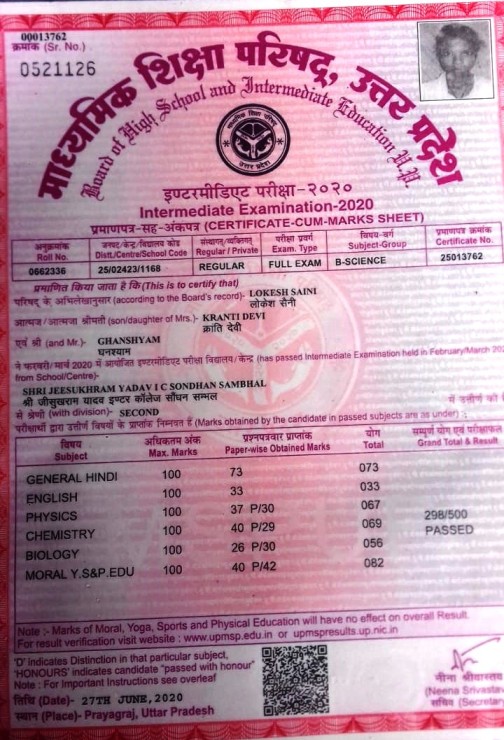 00013762
क्रमांक (Sr. No.)
0521126
माध्यमिक शिक्षा परिषद्, उत्तर प्रदेश
Board of High School and Intermediate Education U.P.
इण्टरमीडिएट परीक्षा-२०२०
Intermediate Examination-2020
प्रमाणपत्र-सह-अंकपत्र (CERTIFICATE-CUM-MARKS SHEET)
अनुक्रमांक जनपद/केन्द्र/विद्यालय कोड संस्थागत/व्यक्तिगत परीक्षा प्रवर्ग विषय-वर्ग प्रमाणपत्र क्रमांक
Roll No. Distt./Centre/School Code Regular / Private Exam. Type Subject-Group Certificate No.
0662336 25/02423/1168 REGULAR FULL EXAM B-SCIENCE 25013762
प्रमाणित किया जाता है कि (This is to certify that)
परिषद् के अभिलेखानुसार (according to the Board's record)- LOKESH SAINI
लोकेश सैनी
आत्मज/आत्मजा श्रीमती (son/daughter of Mrs.)- KRANTI DEVI
क्रांति देवी
एवं श्री (and Mr.)- GHANSHYAM
घनश्याम
ने फरवरी/मार्च 2020 में आयोजित इण्टरमीडिएट परीक्षा विद्यालय/केन्द्र (has passed Intermediate Examination held in February/March
from School/Centre)-
SHRI JEESUKHRAM YADAV I C SONDHAN SAMBHAL
श्री जीसुखराम यादव इण्टर कॉलेज सौंधन सम्भल
में उत्तीर्ण की
से श्रेणी (with division)- SECOND
परीक्षार्थी द्वारा उत्तीर्ण विषयों के प्राप्तांक निम्नवत हैं (Marks obtained by the candidate in passed subjects are as under) :
विषय अधिकतम अंक प्रश्नपत्रवार प्राप्तांक योग सम्पूर्ण योग एवं परीक्षाफल
Subject Max. Marks Paper-wise Obtained Marks Total Grand Total & Result
GENERAL HINDI 100 73 073
ENGLISH 100 33 033
PHYSICS 100 37 P/30 067 298/500
CHEMISTRY 100 40 P/29 069 PASSED
BIOLOGY 100 26 P/30 056
MORAL Y.S&P.EDU 100 40 P/42 082
Note :- Marks of Moral, Yoga, Sports and Physical Education will have no effect on overall Result.
For result verification visit website : www.upmsp.edu.in or upmspresults.up.nic.in
'D' indicates Distinction in that particular subject,
'HONOURS' indicates candidate "passed with honour"
Note : For Important Instructions see overleaf
तिथि (Date)- 27TH JUNE,2020
स्थान (Place)- Prayagraj, Uttar Pradesh
नीना श्रीवास्तव
(Neena Srivastav
सचिव (Secretar